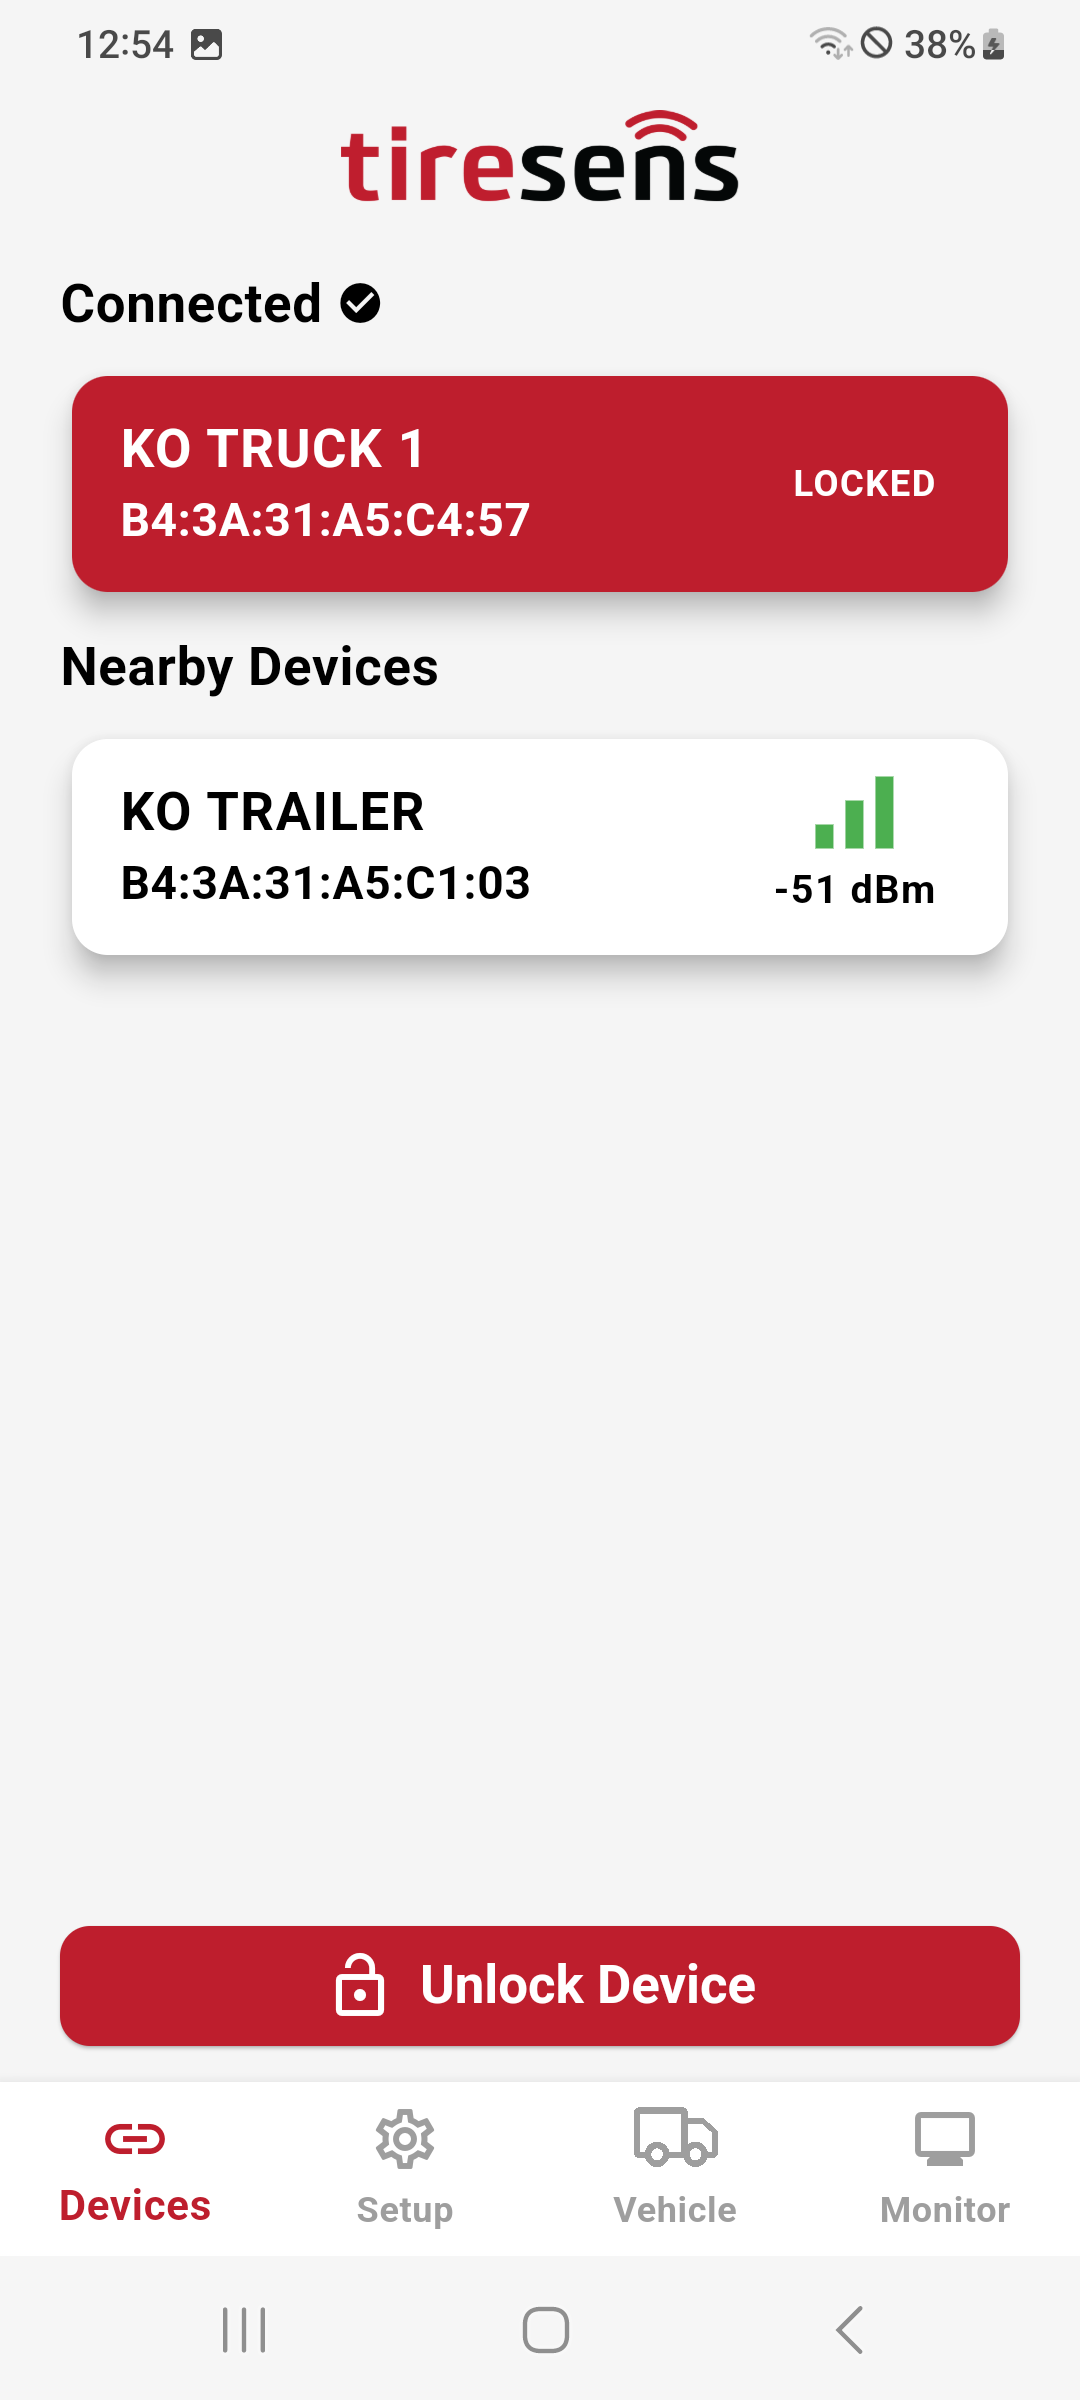 12:54
38%
tiresens
Connected
KO TRUCK 1
B4:3A:31:A5:C4:57
LOCKED
Nearby Devices
KO TRAILER
B4:3A:31:A5:C1:03
-51 dBm
Unlock Device
Devices
Setup
Vehicle
Monitor